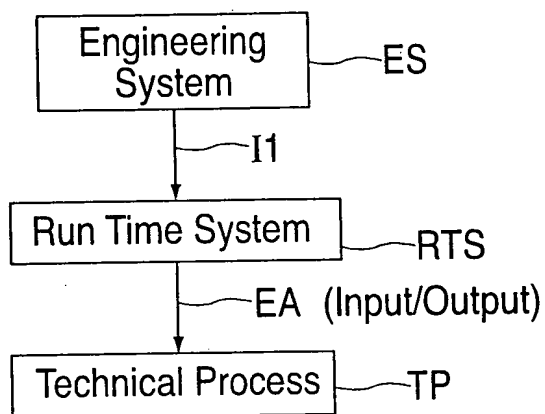 Engineering
System
ES
I1
Run Time System
RTS
EA (Input/Output)
Technical Process
TP